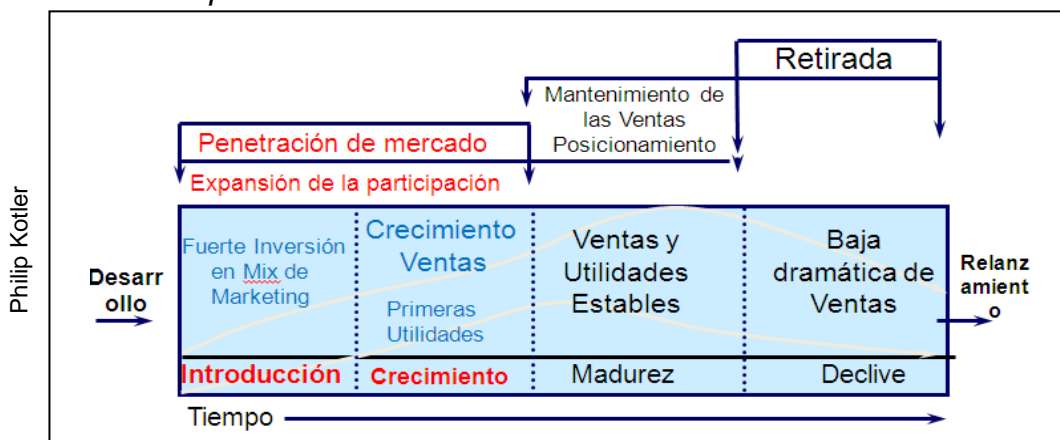 Retirada
Mantenimiento de
las Ventas
Posicionamiento
Penetración de mercado
Expansión de la participación
Philip Kotler
Desarr
ollo
Fuerte Inversión
en Mix de
Marketing
Crecimiento
Ventas
Primeras
Utilidades
Ventas y
Utilidades
Estables
Baja
dramática de
Ventas
Relanz
amient
o
Introducción
Crecimiento
Madurez
Declive
Tiempo